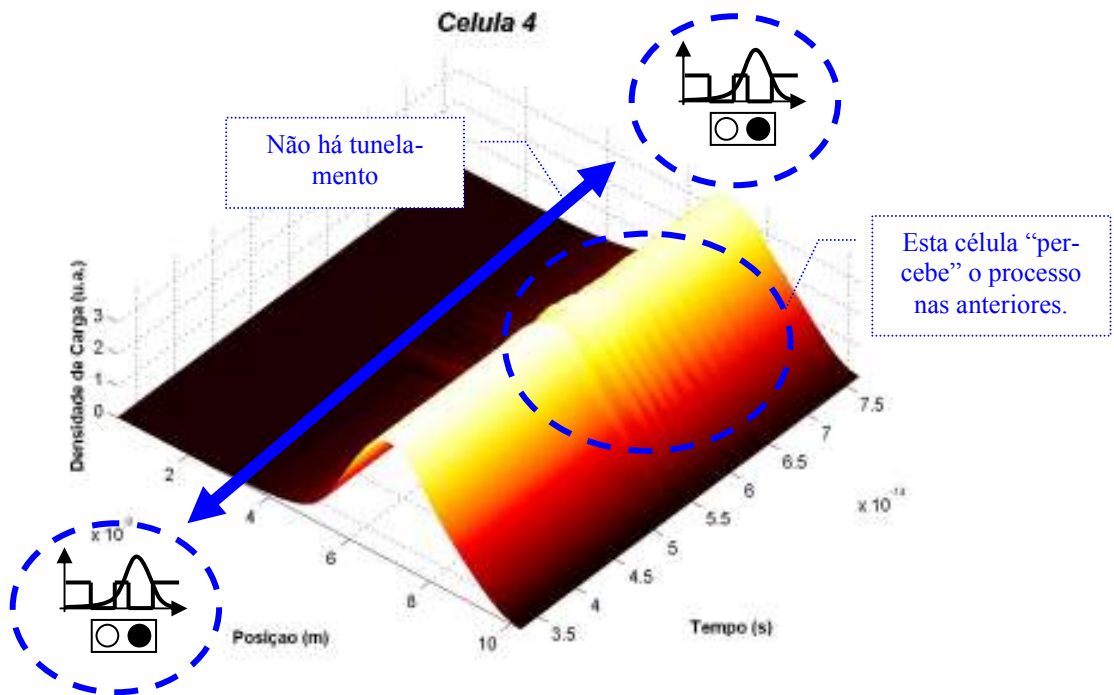 Celula 4
Não há tunela-
mento
Esta célula “per-
cebe” o processo
nas anteriores.
Densidade de Carga (u.a.)
3
2
1
0
2
4
6
8
10
Posiçao (m)
3.5
4
4.5
5
5.5
6
6.5
7
7.5
Tempo (s)